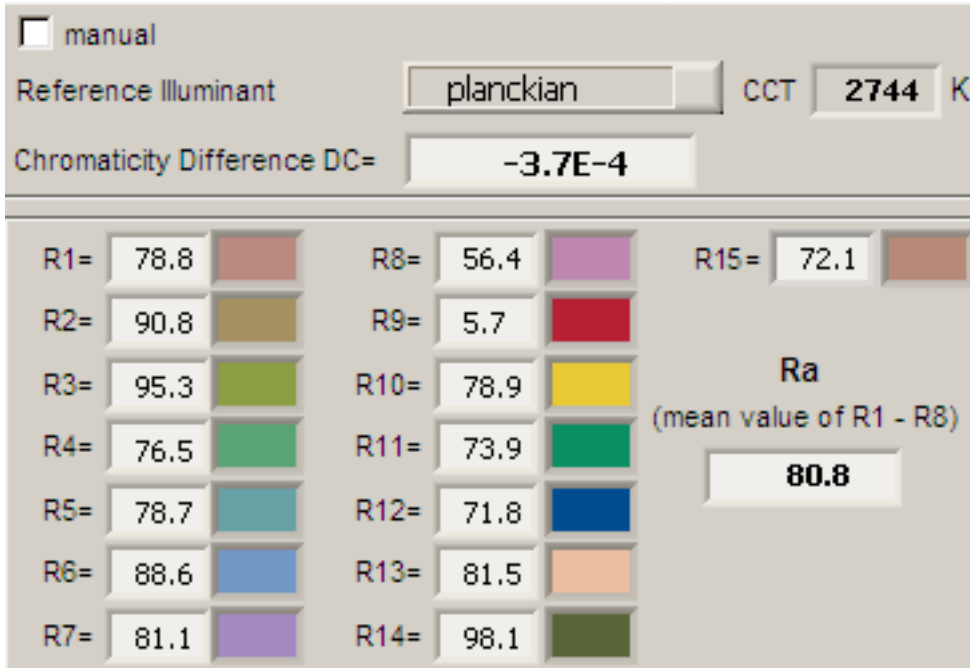 manual
Reference Illuminant planckian CCT 2744 K
Chromaticity Difference DC= -3.7E-4
R1= 78.8 R8= 56.4 R15= 72.1
R2= 90.8 R9= 5.7
R3= 95.3 R10= 78.9 Ra
(mean value of R1 - R8)
R4= 76.5 R11= 73.9
80.8
R5= 78.7 R12= 71.8
R6= 88.6 R13= 81.5
R7= 81.1 R14= 98.1